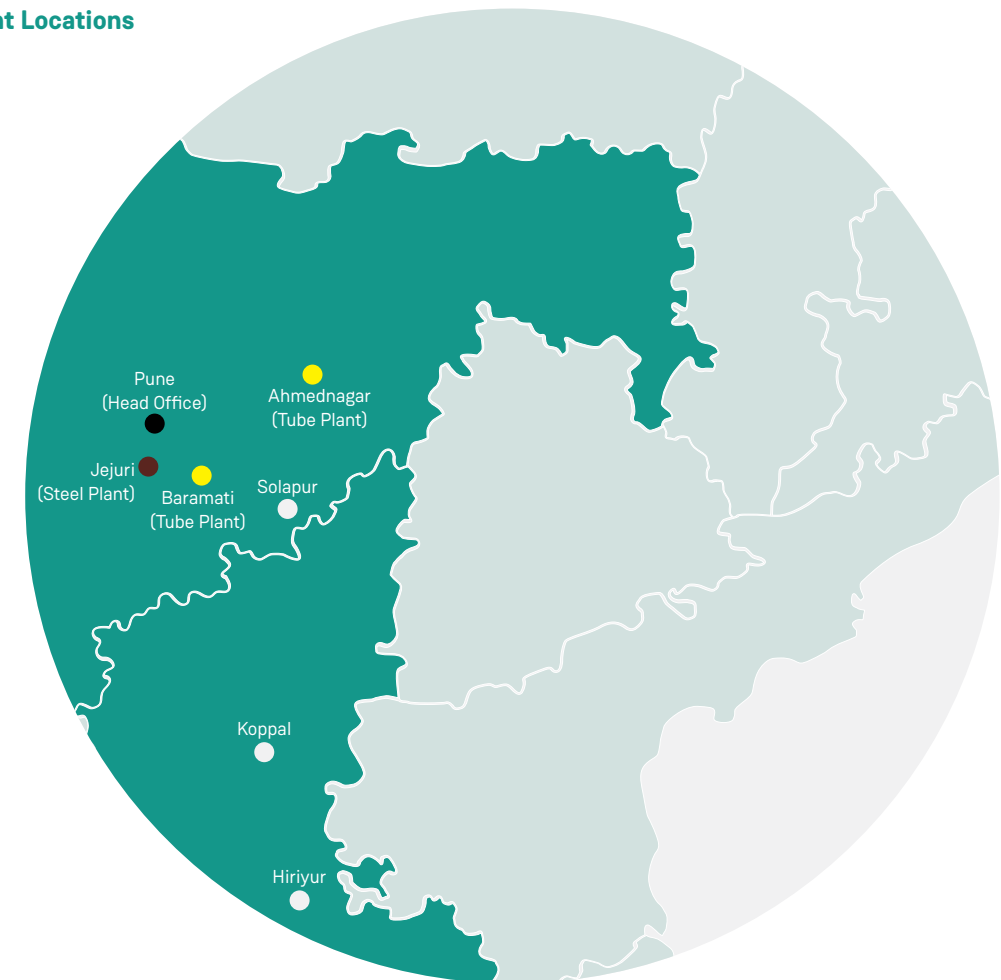 nt Locations
Pune
(Head Office)
Ahmednagar
(Tube Plant)
Jejuri
(Steel Plant)
Baramati
(Tube Plant)
Solapur
Koppal
Hiriyur